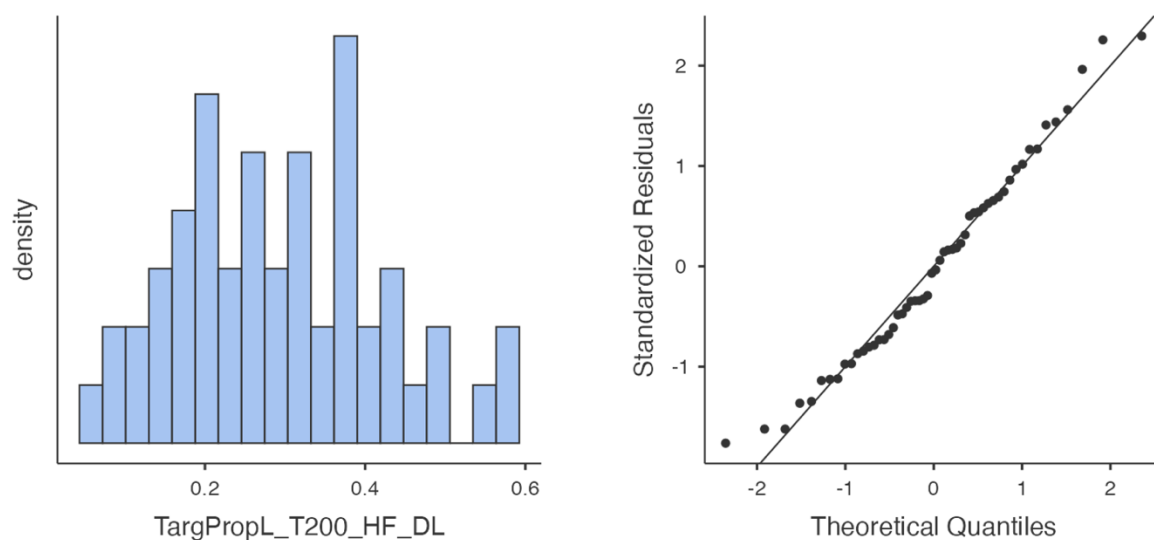 density
0.2 0.4 0.6
TargPropL_T200_HF_DL
Standardized Residuals
2
1
0
-1
-2 -1 0 1 2
Theoretical Quantiles